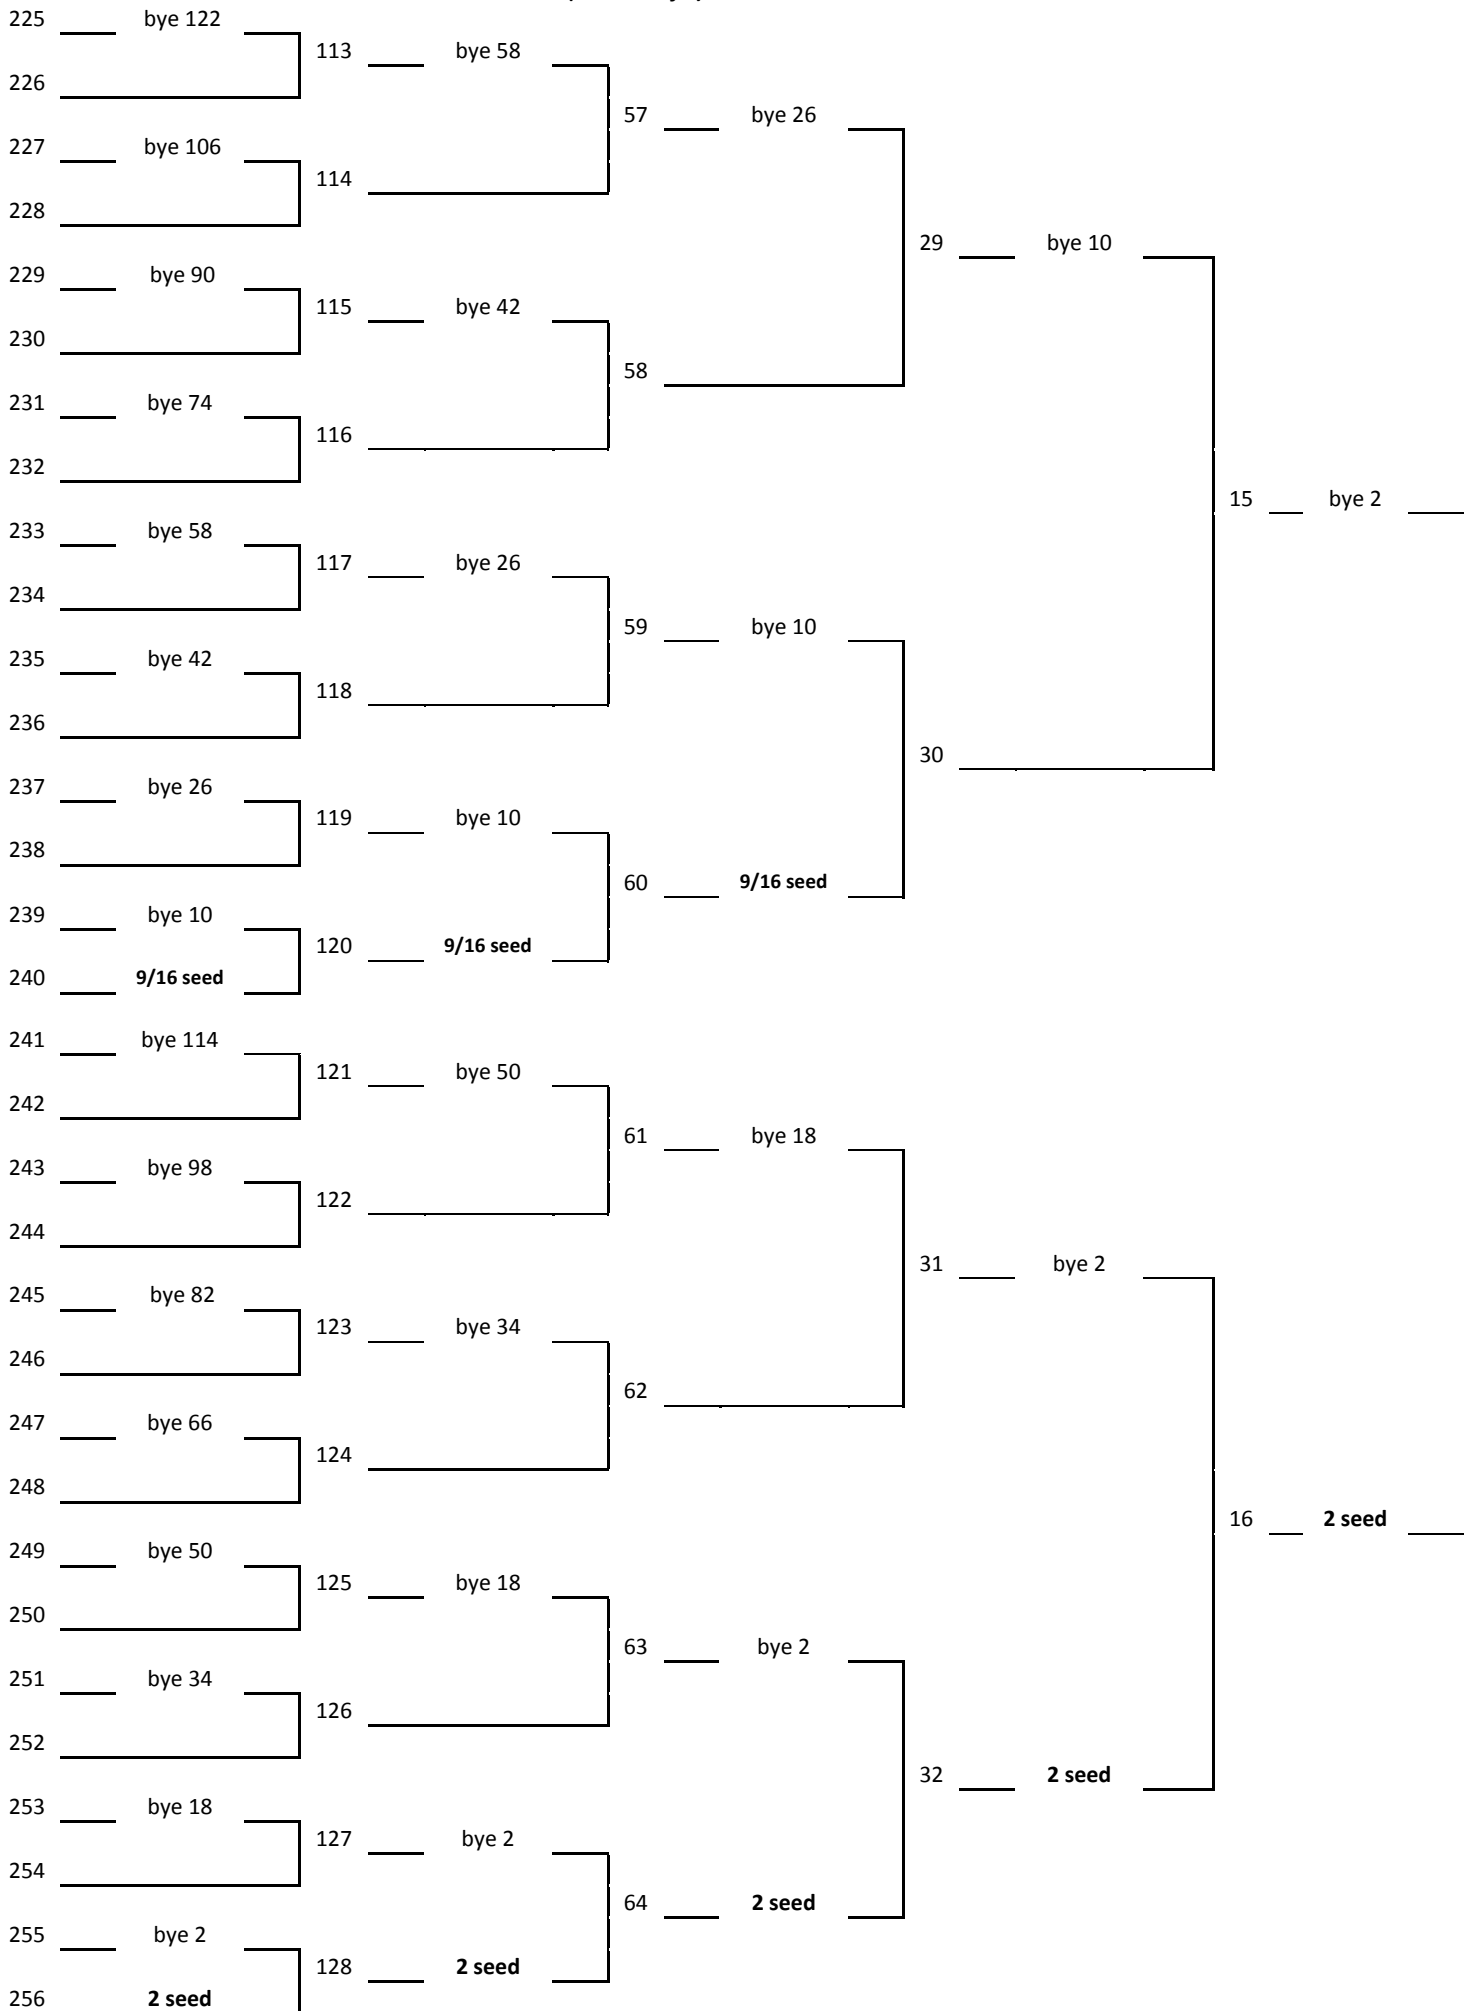 225 bye 122
113 bye 58
226
57 bye 26
227 bye 106
114
228
29 bye 10
229 bye 90
115 bye 42
230
58
231 bye 74
116
232
15 bye 2
233 bye 58
117 bye 26
234
59 bye 10
235 bye 42
118
236
30
237 bye 26
119 bye 10
238
60 9/16 seed
239 bye 10
120 9/16 seed
240 9/16 seed
241 bye 114
121 bye 50
242
61 bye 18
243 bye 98
122
244
31 bye 2
245 bye 82
123 bye 34
246
62
247 bye 66
124
248
16 2 seed
249 bye 50
125 bye 18
250
63 bye 2
251 bye 34
126
252
32 2 seed
253 bye 18
127 bye 2
254
64 2 seed
255 bye 2
128 2 seed
256 2 seed